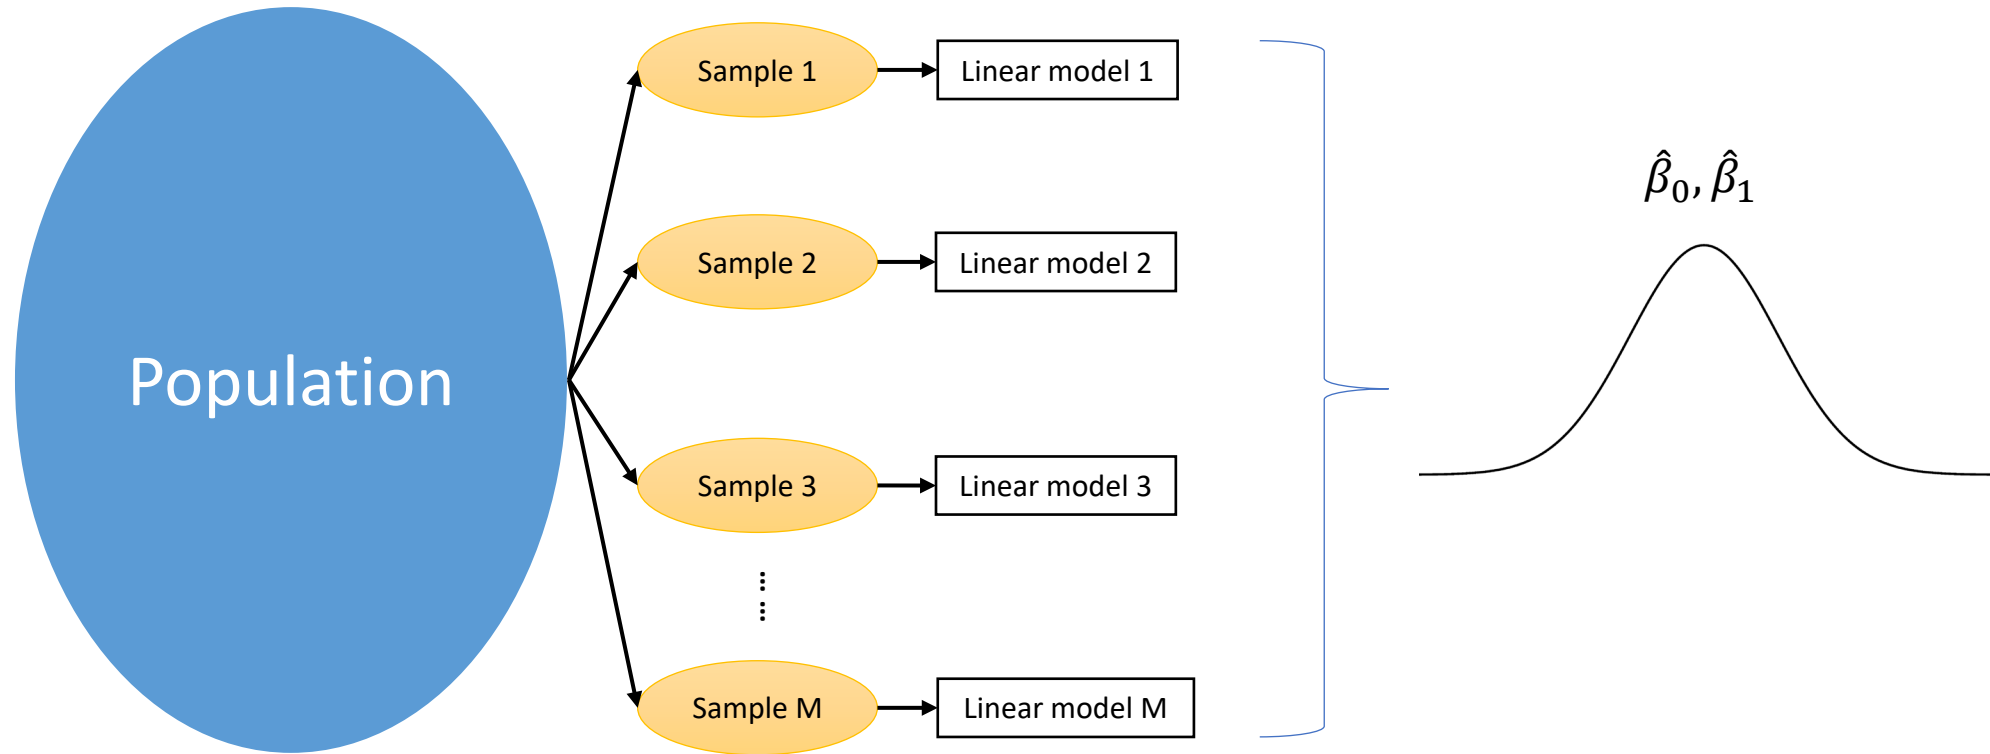 Population
Sample 1
Linear model 1
Sample 2
Linear model 2
Sample 3
Linear model 3
Sample M
Linear model M
β̂₀, β̂₁